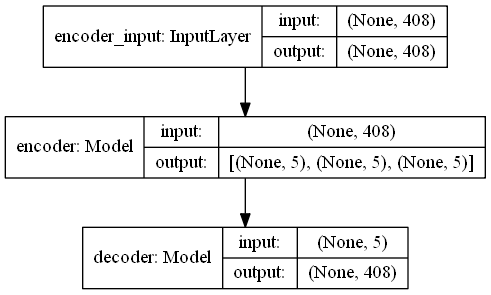 encoder_input: InputLayer
input: (None, 408)
output: (None, 408)
encoder: Model
input: (None, 408)
output: [(None, 5), (None, 5), (None, 5)]
decoder: Model
input: (None, 5)
output: (None, 408)